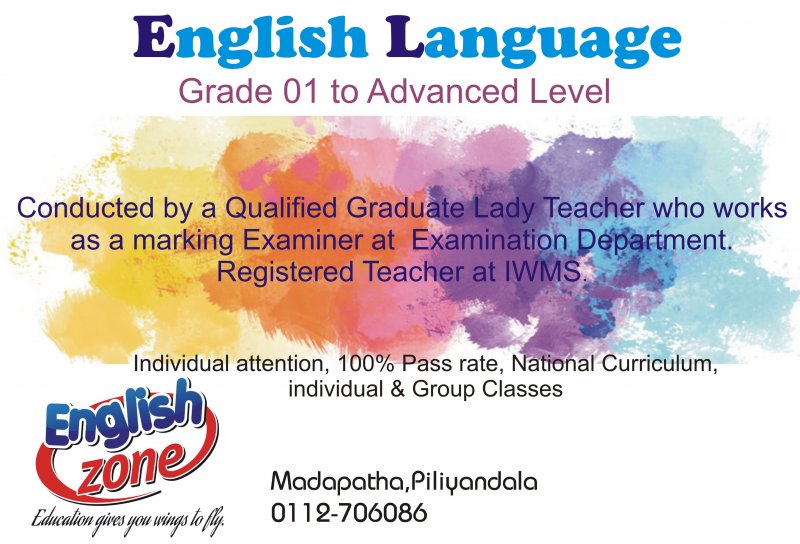 English Language
Grade 01 to Advanced Level
Conducted by a Qualified Graduate Lady Teacher who works
as a marking Examiner at Examination Department.
Registered Teacher at IWMS.
Individual attention, 100% Pass rate, National Curriculum,
individual & Group Classes
English
zone
Education gives you wings to fly.
Madapatha,Piliyandala
0112-706086